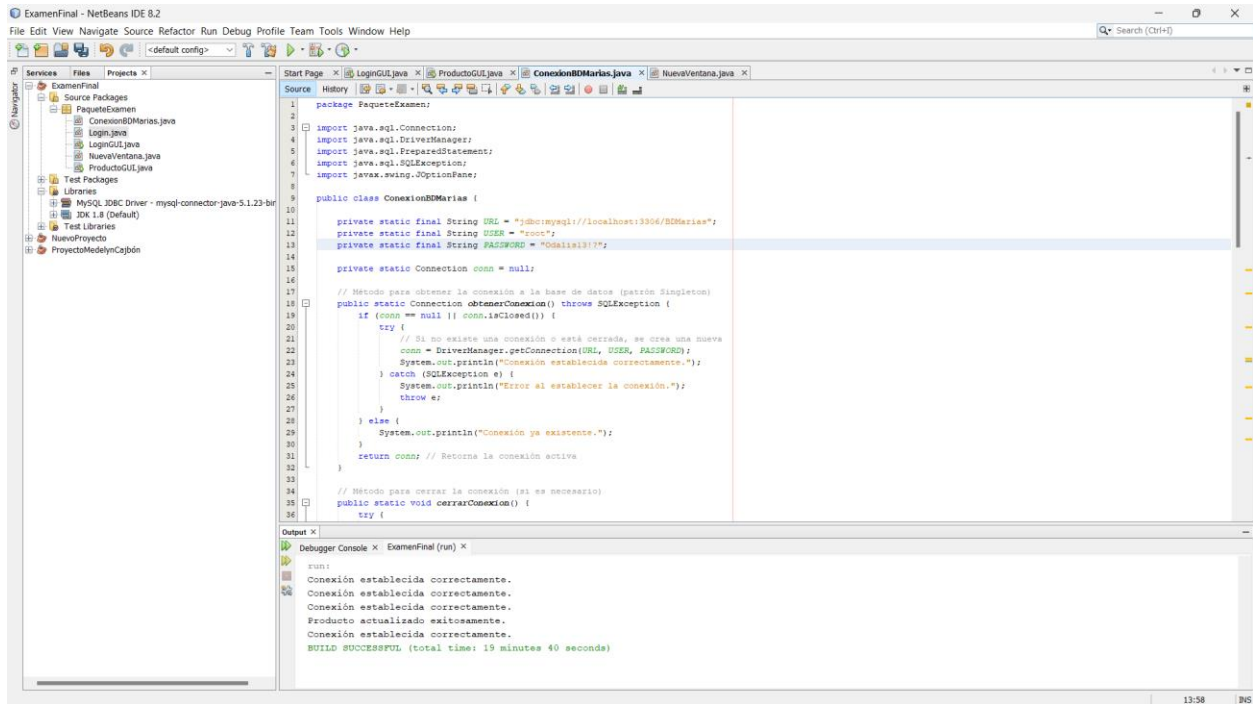 ExamenFinal - NetBeans IDE 8.2
File Edit View Navigate Source Refactor Run Debug Profile Team Tools Window Help
Search (Ctrl+I)
<default config>
Navigator
Services Files Projects
ExamenFinal
Source Packages
PaqueteExamen
ConexionBDMarias.java
Login.java
LoginGUI.java
NuevaVentana.java
ProductoGUI.java
Test Packages
Libraries
MySQL JDBC Driver - mysql-connector-java-5.1.23-bin
JDK 1.8 (Default)
Test Libraries
NuevoProyecto
ProyectoMedelynCajbón
Start Page LoginGUI.java ProductoGUI.java ConexionBDMarias.java NuevaVentana.java
Source History
1 package PaqueteExamen;
2
3 import java.sql.Connection;
4 import java.sql.DriverManager;
5 import java.sql.PreparedStatement;
6 import java.sql.SQLException;
7 import javax.swing.JOptionPane;
8
9 public class ConexionBDMarias {
10
11 private static final String URL = "jdbc:mysql://localhost:3306/BDMarias";
12 private static final String USER = "root";
13 private static final String PASSWORD = "Odalis13!7";
14
15 private static Connection conn = null;
16
17 // Método para obtener la conexión a la base de datos (patrón Singleton)
18 public static Connection obtenerConexion() throws SQLException {
19 if (conn == null || conn.isClosed()) {
20 try {
21 // Si no existe una conexión o está cerrada, se crea una nueva
22 conn = DriverManager.getConnection(URL, USER, PASSWORD);
23 System.out.println("Conexión establecida correctamente.");
24 } catch (SQLException e) {
25 System.out.println("Error al establecer la conexión.");
26 throw e;
27 }
28 } else {
29 System.out.println("Conexión ya existente.");
30 }
31 return conn; // Retorna la conexión activa
32 }
33
34 // Método para cerrar la conexión (si es necesario)
35 public static void cerrarConexion() {
36 try {
Output
Debugger Console ExamenFinal (run)
run:
Conexión establecida correctamente.
Conexión establecida correctamente.
Conexión establecida correctamente.
Producto actualizado exitosamente.
Conexión establecida correctamente.
BUILD SUCCESSFUL (total time: 19 minutes 40 seconds)
13:58 INS